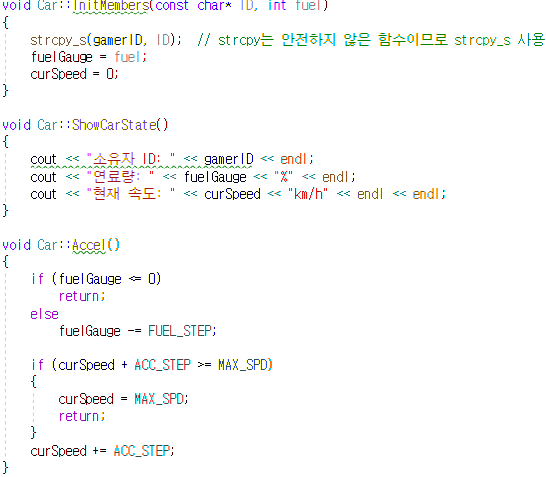 void Car::InitMembers(const char* ID, int fuel)
{
    strcpy_s(gamerID, ID);  // strcpy는 안전하지 않은 함수이므로 strcpy_s 사용
    fuelGauge = fuel;
    curSpeed = 0;
}

void Car::ShowCarState()
{
    cout << "소유자 ID: " << gamerID << endl;
    cout << "연료량: " << fuelGauge << "%" << endl;
    cout << "현재 속도: " << curSpeed << "km/h" << endl << endl;
}

void Car::Accel()
{
    if (fuelGauge <= 0)
        return;
    else
        fuelGauge -= FUEL_STEP;

    if (curSpeed + ACC_STEP >= MAX_SPD)
    {
        curSpeed = MAX_SPD;
        return;
    }
    curSpeed += ACC_STEP;
}